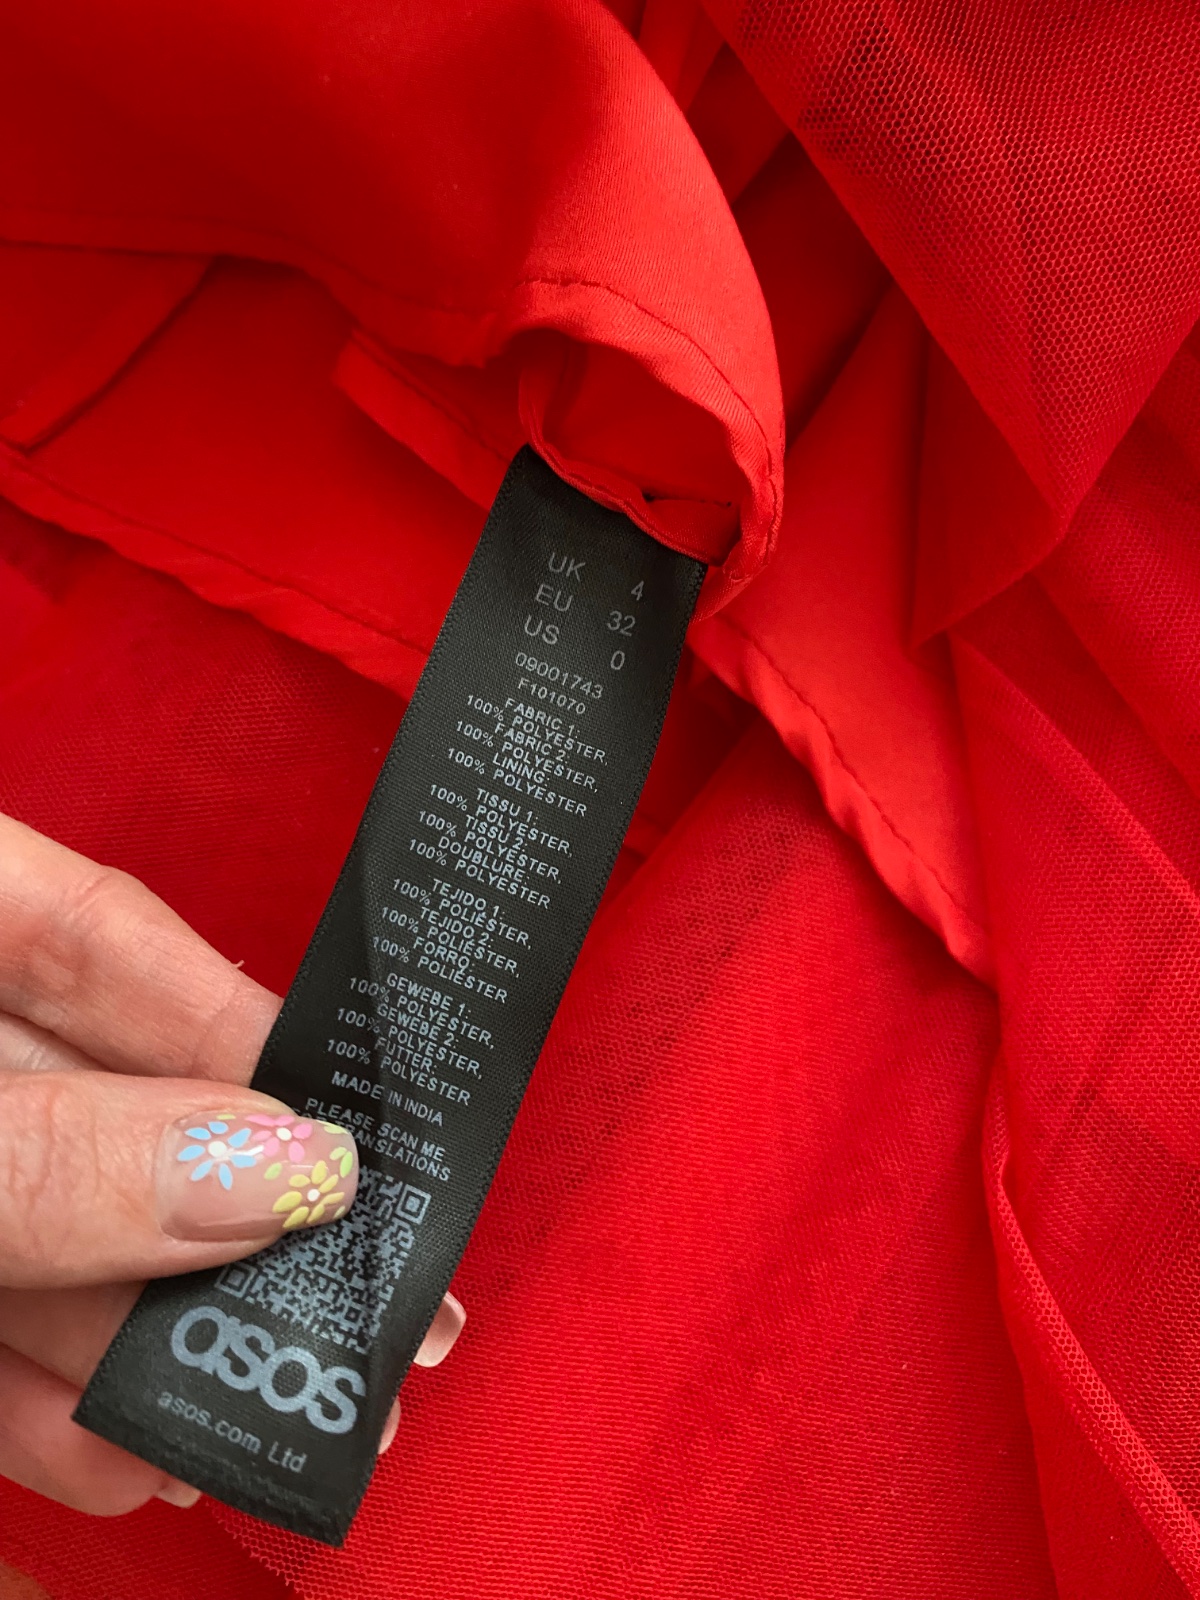 UK 4
EU 32
US 0
09001743
F101070
FABRIC 1:
100% POLYESTER,
FABRIC 2:
100% POLYESTER,
LINING:
100% POLYESTER
TISSU 1:
100% POLYESTER,
TISSU 2:
100% POLYESTER,
DOUBLURE:
100% POLYESTER
TEJIDO 1:
100% POLIÉSTER,
TEJIDO 2:
100% POLIÉSTER,
FORRO:
100% POLIÉSTER
GEWEBE 1:
100% POLYESTER,
GEWEBE 2:
100% POLYESTER,
FUTTER:
100% POLYESTER
MADE IN INDIA
PLEASE SCAN ME
asos
asos.com Ltd